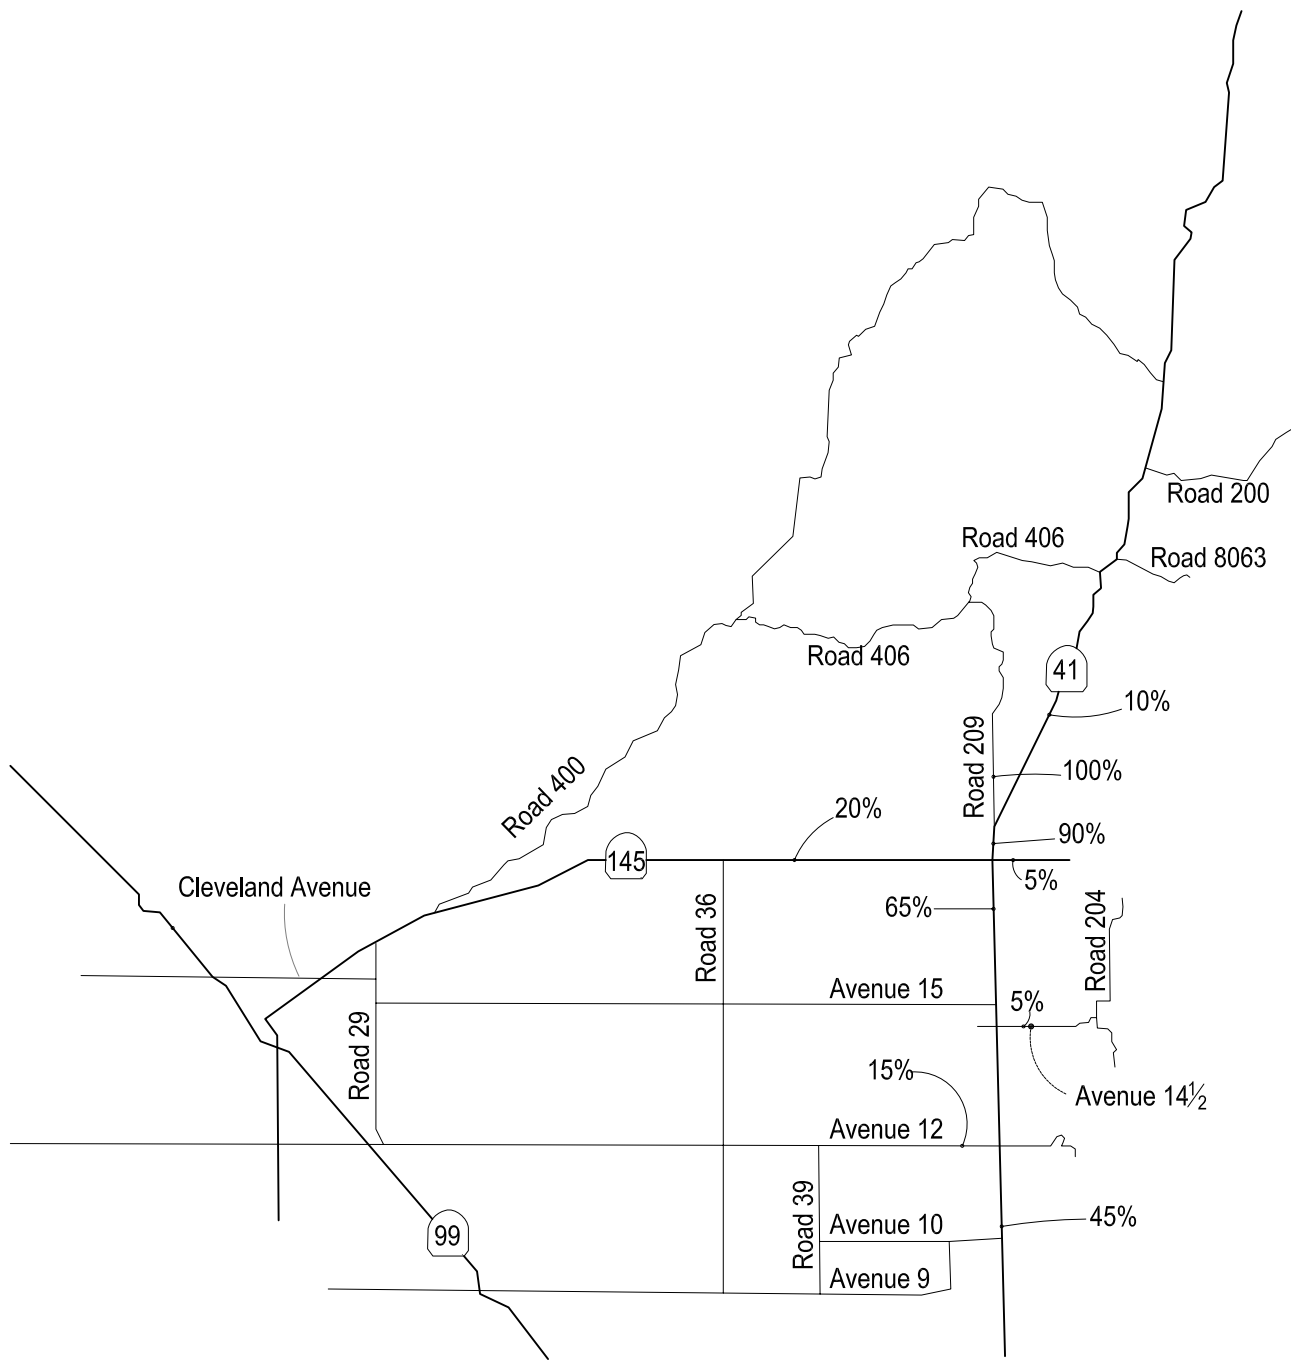 Road 200
Road 406
Road 8063
Road 406
41
10%
Road 209
100%
Road 400
20%
90%
145
5%
Cleveland Avenue
65%
Road 36
Road 204
Avenue 15
5%
Road 29
15%
Avenue 14½
Avenue 12
Road 39
Avenue 10
45%
99
Avenue 9